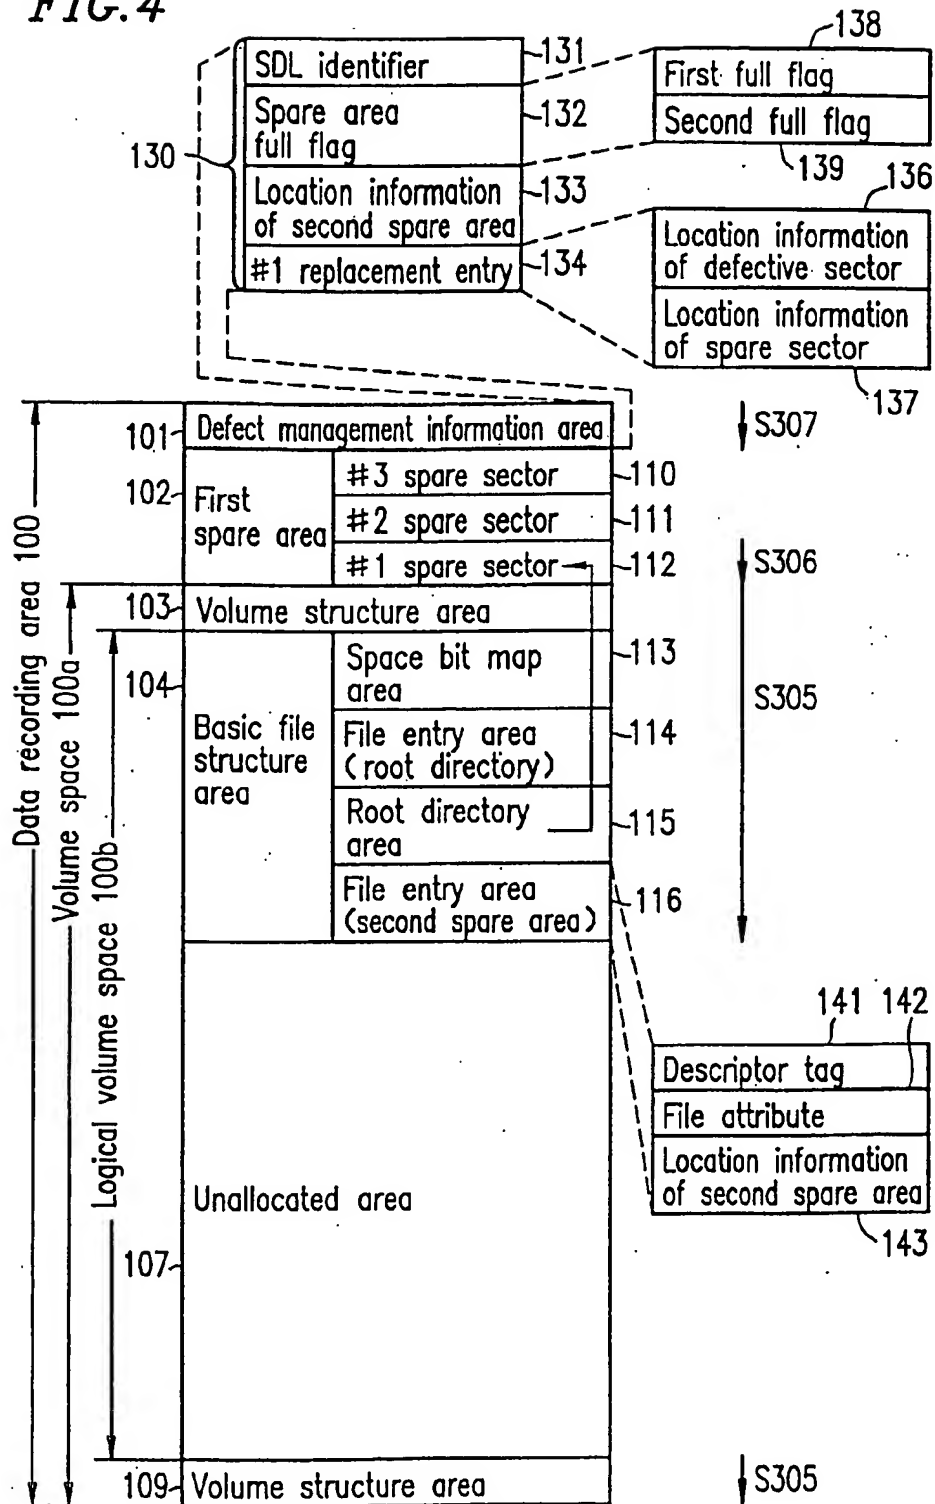 FIG. 4
138
131
SDL identifier
First full flag
Spare area
full flag
132
Second full flag
130
139
136
Location information
of second spare area
133
Location information
of defective sector
#1 replacement entry
134
Location information
of spare sector
137
101
Defect management information area
S307
102
First
spare area
#3 spare sector
110
#2 spare sector
111
#1 spare sector
112
S306
103
Volume structure area
104
Basic file
structure
area
Space bit map
area
113
S305
File entry area
(root directory)
114
Root directory
area
115
File entry area
(second spare area)
116
Data recording area 100
Volume space 100a
Logical volume space 100b
141 142
Descriptor tag
File attribute
Location information
of second spare area
143
Unallocated area
107
109
Volume structure area
S305